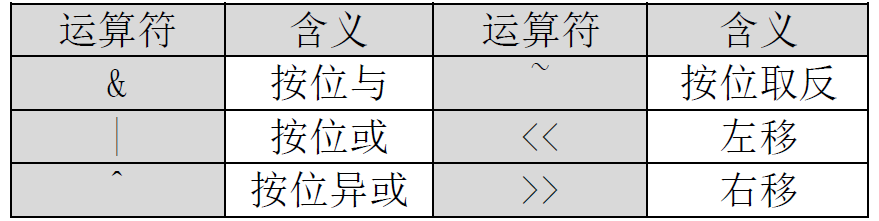 运算符 含义 运算符 含义
& 按位与 ~ 按位取反
| 按位或 << 左移
^ 按位异或 >> 右移